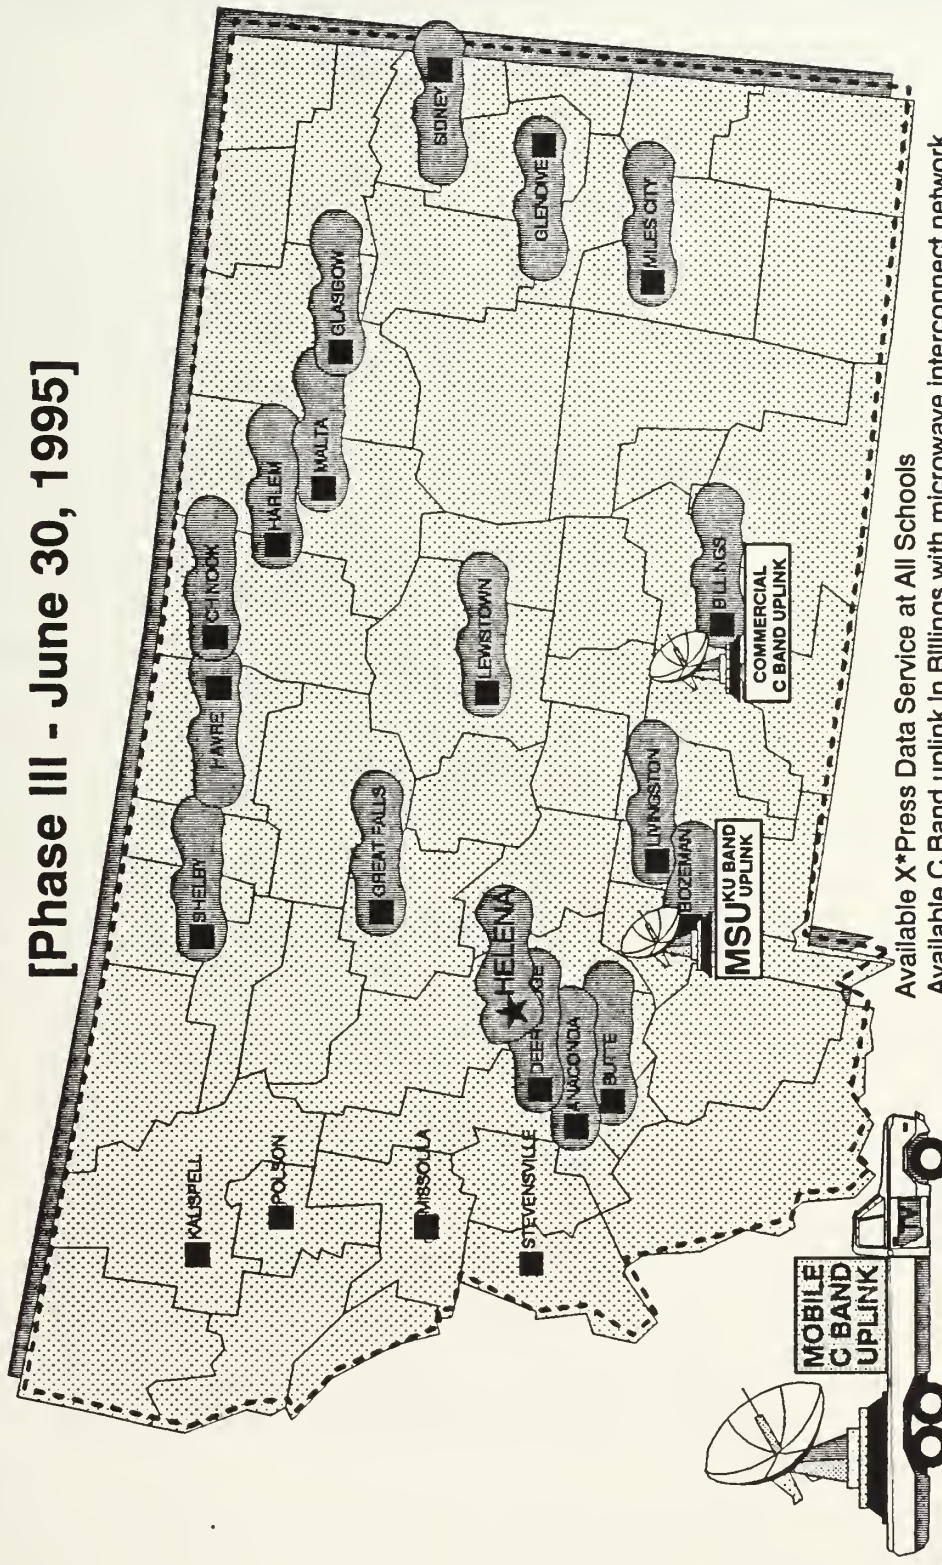 [Phase III - June 30, 1995]
KALISPELL
POLSON
MISSOULA
STEVENSVILLE
SHELBY
HAVRE
CHINOOK
HARLEM
MALTA
GLASGOW
SIDNEY
GREAT FALLS
LEWISTOWN
GLENDIVE
MILES CITY
HELENA
DEER
ANACONDA
BUTTE
BOZEMAN
LIVINGSTON
BILLINGS
MSU KU BAND
UPLINK
COMMERCIAL
C BAND UPLINK
MOBILE
C BAND
UPLINK
Available X*Press Data Service at All Schools
Available C Band uplink In Billings with microwave interconnect network